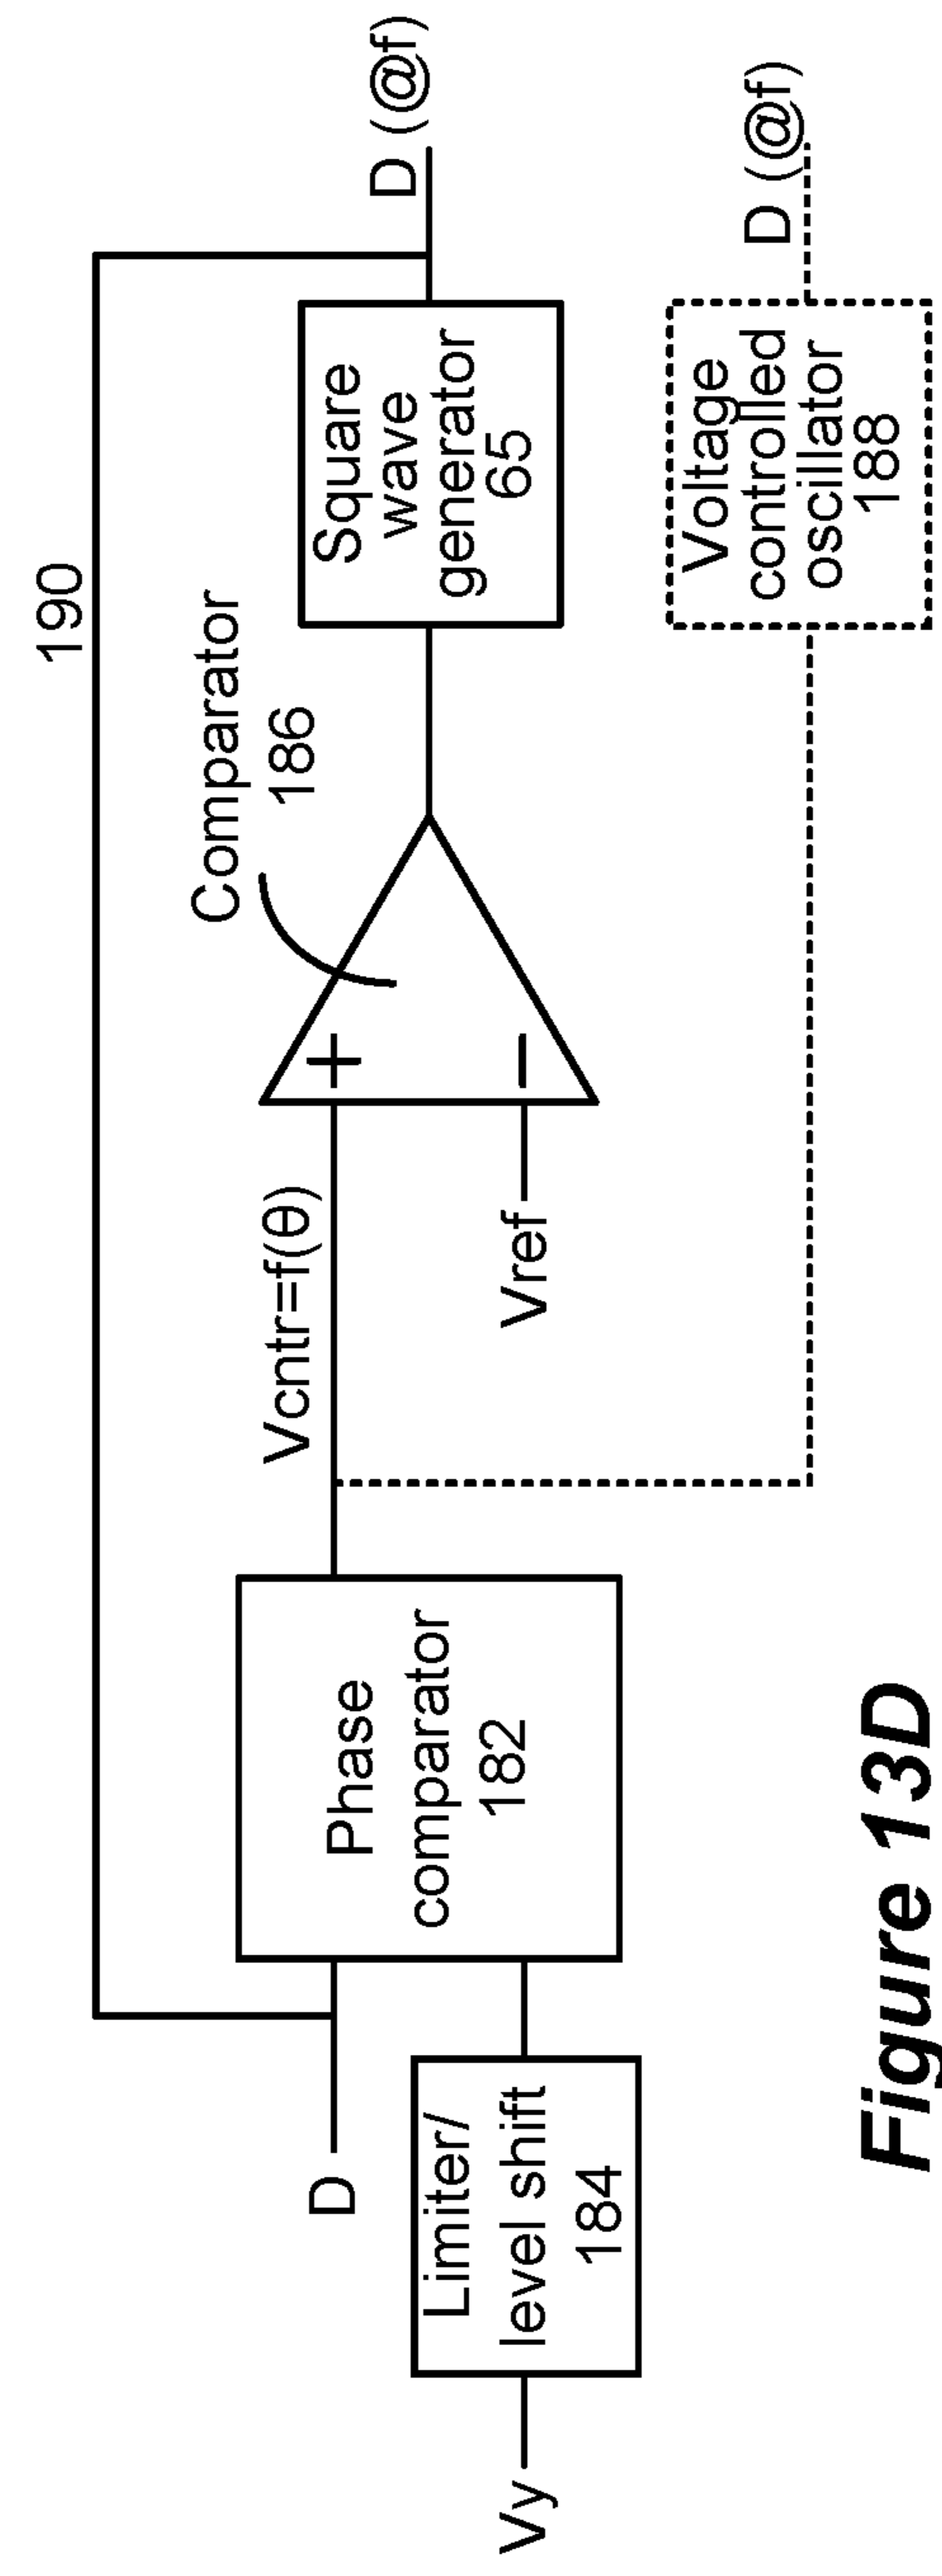 190
D (@f)
Comparator
186
Square
wave
generator
65
Vcntr=f(θ)
+
−
Vref
D
Phase
comparator
182
Vy
Limiter/
level shift
184
Voltage
controlled
oscillator
188
D (@f)
Figure 13D